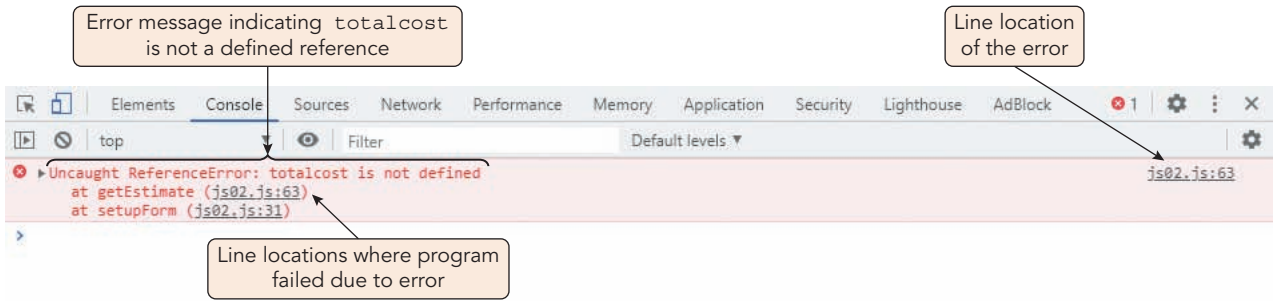 Error message indicating totalcost
is not a defined reference
Line location
of the error
Elements Console Sources Network Performance Memory Application Security Lighthouse AdBlock 1
top Filter Default levels ▼
Uncaught ReferenceError: totalcost is not defined js02.js:63
at getEstimate (js02.js:63)
at setupForm (js02.js:31)
>
Line locations where program
failed due to error